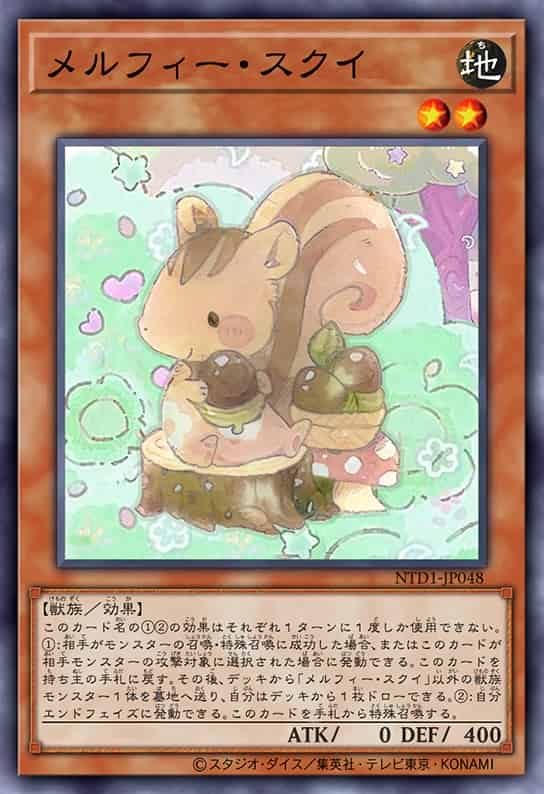 メルフィー・スクイ
地
NTD1-JP048
【獣族／効果】
このカード名の①②の効果はそれぞれ１ターンに１度しか使用できない。
①:相手がモンスターの召喚・特殊召喚に成功した場合、またはこのカードが
相手モンスターの攻撃対象に選択された場合に発動できる。このカードを
持ち主の手札に戻す。その後、デッキから「メルフィー・スクイ」以外の獣族
モンスター１体を墓地へ送り、自分はデッキから１枚ドローできる。②:自分
エンドフェイズに発動できる。このカードを手札から特殊召喚する。
ATK/ 0 DEF/ 400
©スタジオ・ダイス／集英社・テレビ東京・KONAMI